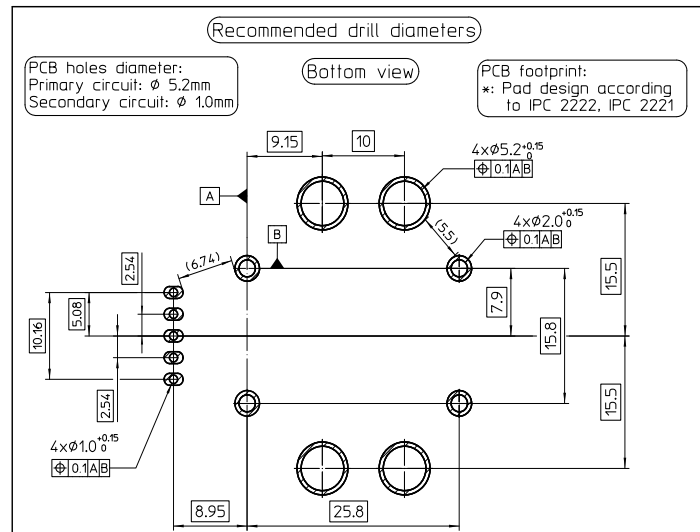 Recommended drill diameters
PCB holes diameter:
Primary circuit: ϕ 5.2mm
Secondary circuit: ϕ 1.0mm
Bottom view
PCB footprint:
*: Pad design according
to IPC 2222, IPC 2221
9.15
10
4xϕ5.2 +0.15 0
⌖ 0.1 A B
A
B
(5.5)
4xϕ2.0 +0.15 0
⌖ 0.1 A B
(6.74)
2.54
5.08
10.16
2.54
7.9
15.8
15.5
15.5
4xϕ1.0 +0.15 0
⌖ 0.1 A B
8.95
25.8